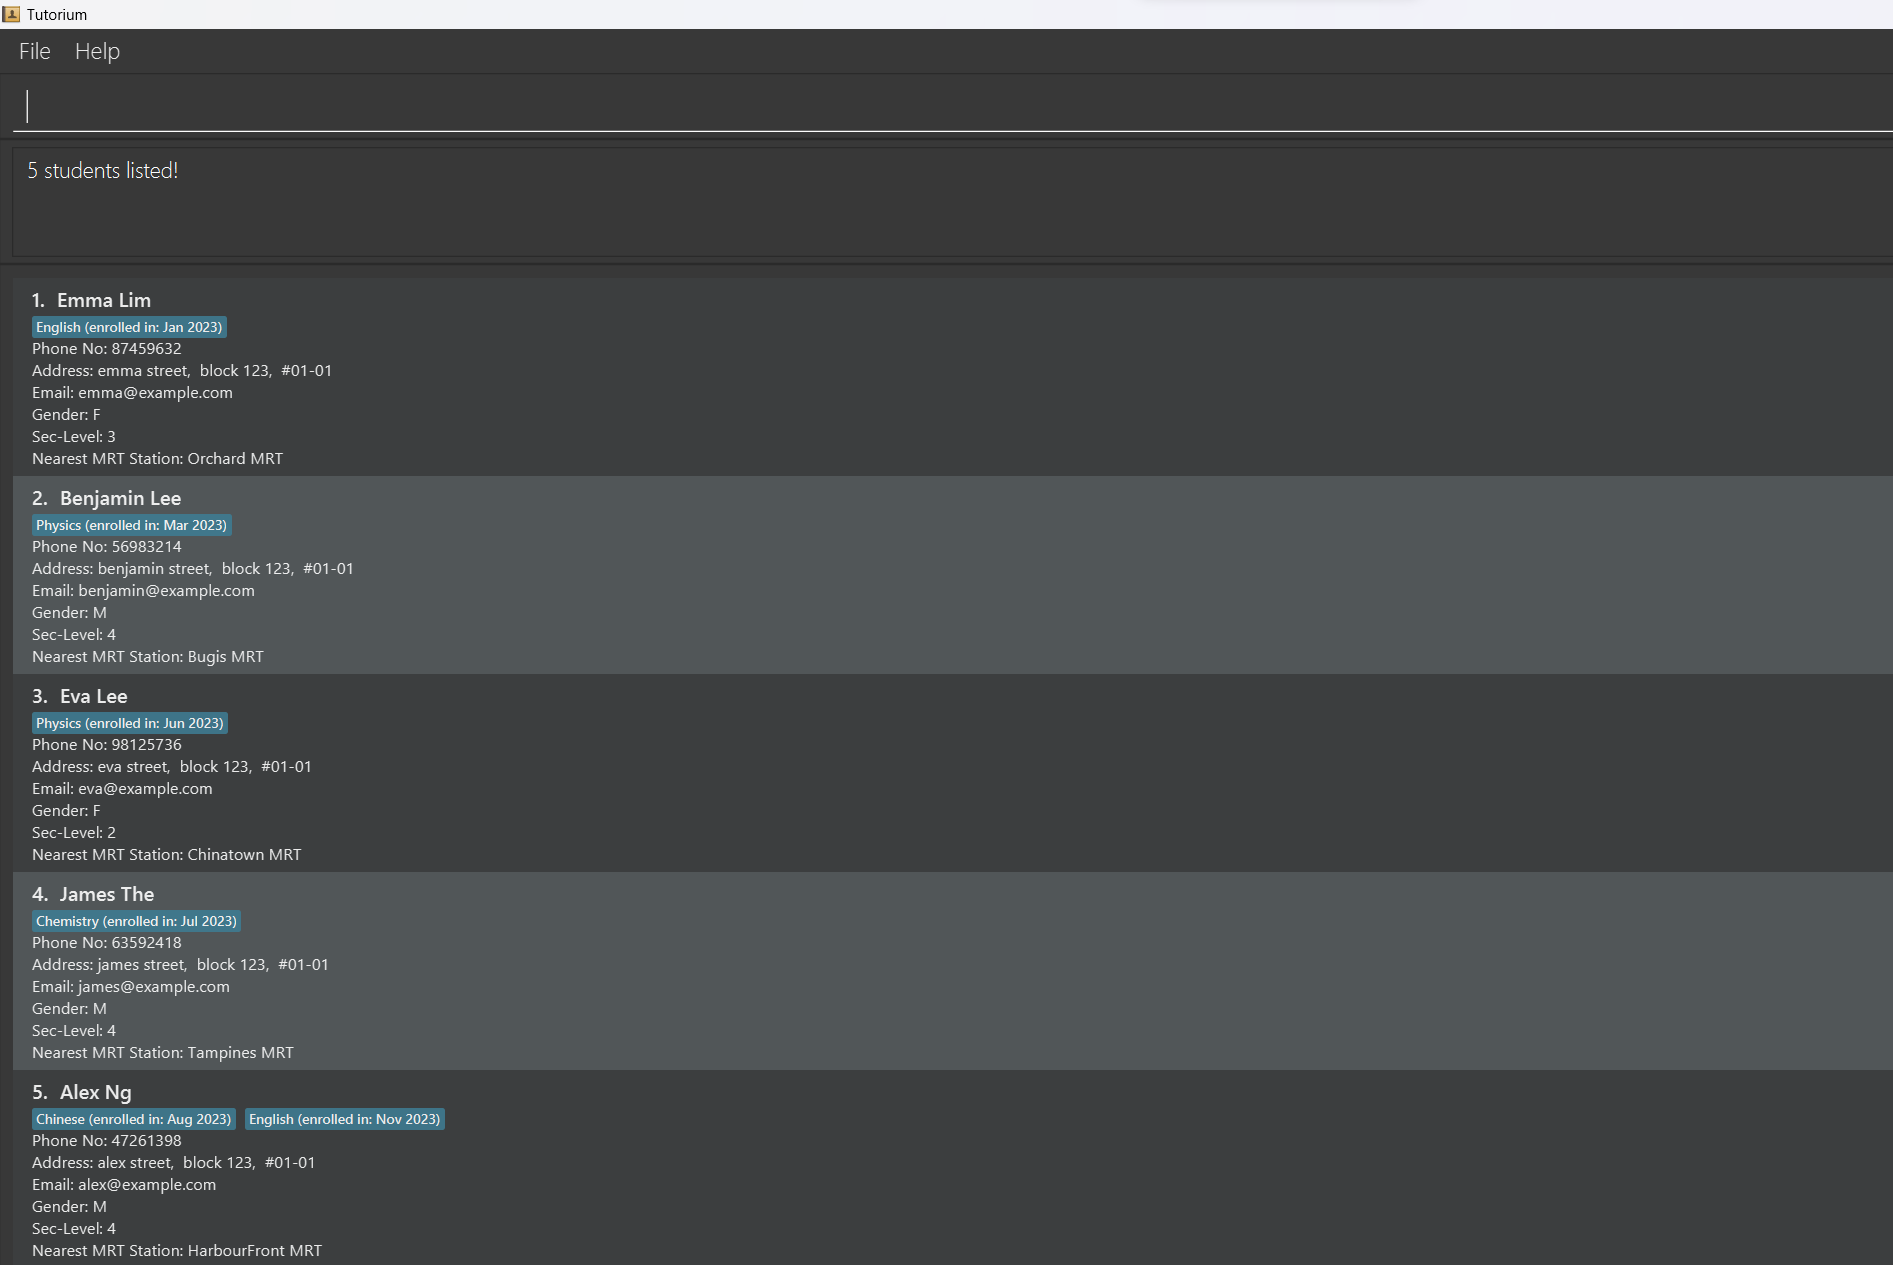 Tutorium
File Help
5 students listed!
1. Emma Lim
English (enrolled in: Jan 2023)
Phone No: 87459632
Address: emma street, block 123, #01-01
Email: emma@example.com
Gender: F
Sec-Level: 3
Nearest MRT Station: Orchard MRT
2. Benjamin Lee
Physics (enrolled in: Mar 2023)
Phone No: 56983214
Address: benjamin street, block 123, #01-01
Email: benjamin@example.com
Gender: M
Sec-Level: 4
Nearest MRT Station: Bugis MRT
3. Eva Lee
Physics (enrolled in: Jun 2023)
Phone No: 98125736
Address: eva street, block 123, #01-01
Email: eva@example.com
Gender: F
Sec-Level: 2
Nearest MRT Station: Chinatown MRT
4. James The
Chemistry (enrolled in: Jul 2023)
Phone No: 63592418
Address: james street, block 123, #01-01
Email: james@example.com
Gender: M
Sec-Level: 4
Nearest MRT Station: Tampines MRT
5. Alex Ng
Chinese (enrolled in: Aug 2023) English (enrolled in: Nov 2023)
Phone No: 47261398
Address: alex street, block 123, #01-01
Email: alex@example.com
Gender: M
Sec-Level: 4
Nearest MRT Station: HarbourFront MRT